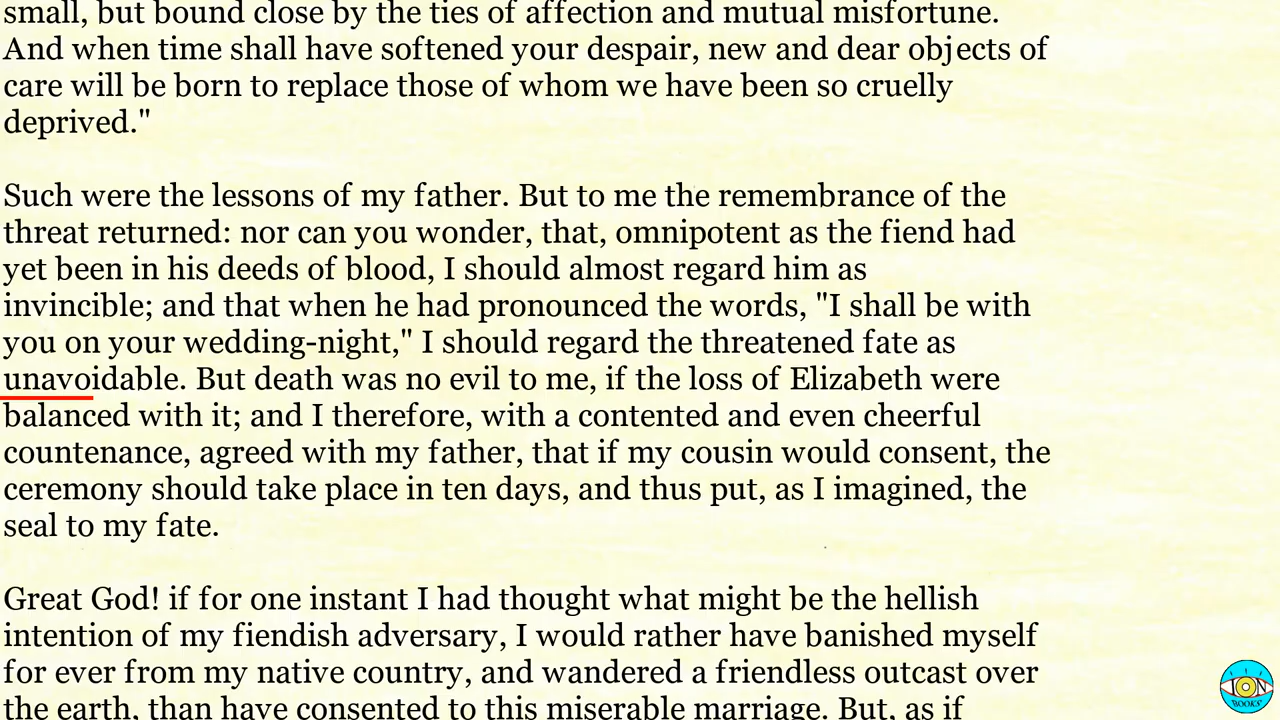 small, but bound close by the ties of affection and mutual misfortune.
And when time shall have softened your despair, new and dear objects of
care will be born to replace those of whom we have been so cruelly
deprived."
Such were the lessons of my father. But to me the remembrance of the
threat returned: nor can you wonder, that, omnipotent as the fiend had
yet been in his deeds of blood, I should almost regard him as
invincible; and that when he had pronounced the words, "I shall be with
you on your wedding-night," I should regard the threatened fate as
unavoidable. But death was no evil to me, if the loss of Elizabeth were
balanced with it; and I therefore, with a contented and even cheerful
countenance, agreed with my father, that if my cousin would consent, the
ceremony should take place in ten days, and thus put, as I imagined, the
seal to my fate.
Great God! if for one instant I had thought what might be the hellish
intention of my fiendish adversary, I would rather have banished myself
for ever from my native country, and wandered a friendless outcast over
the earth, than have consented to this miserable marriage. But, as if
ION
BOOKS